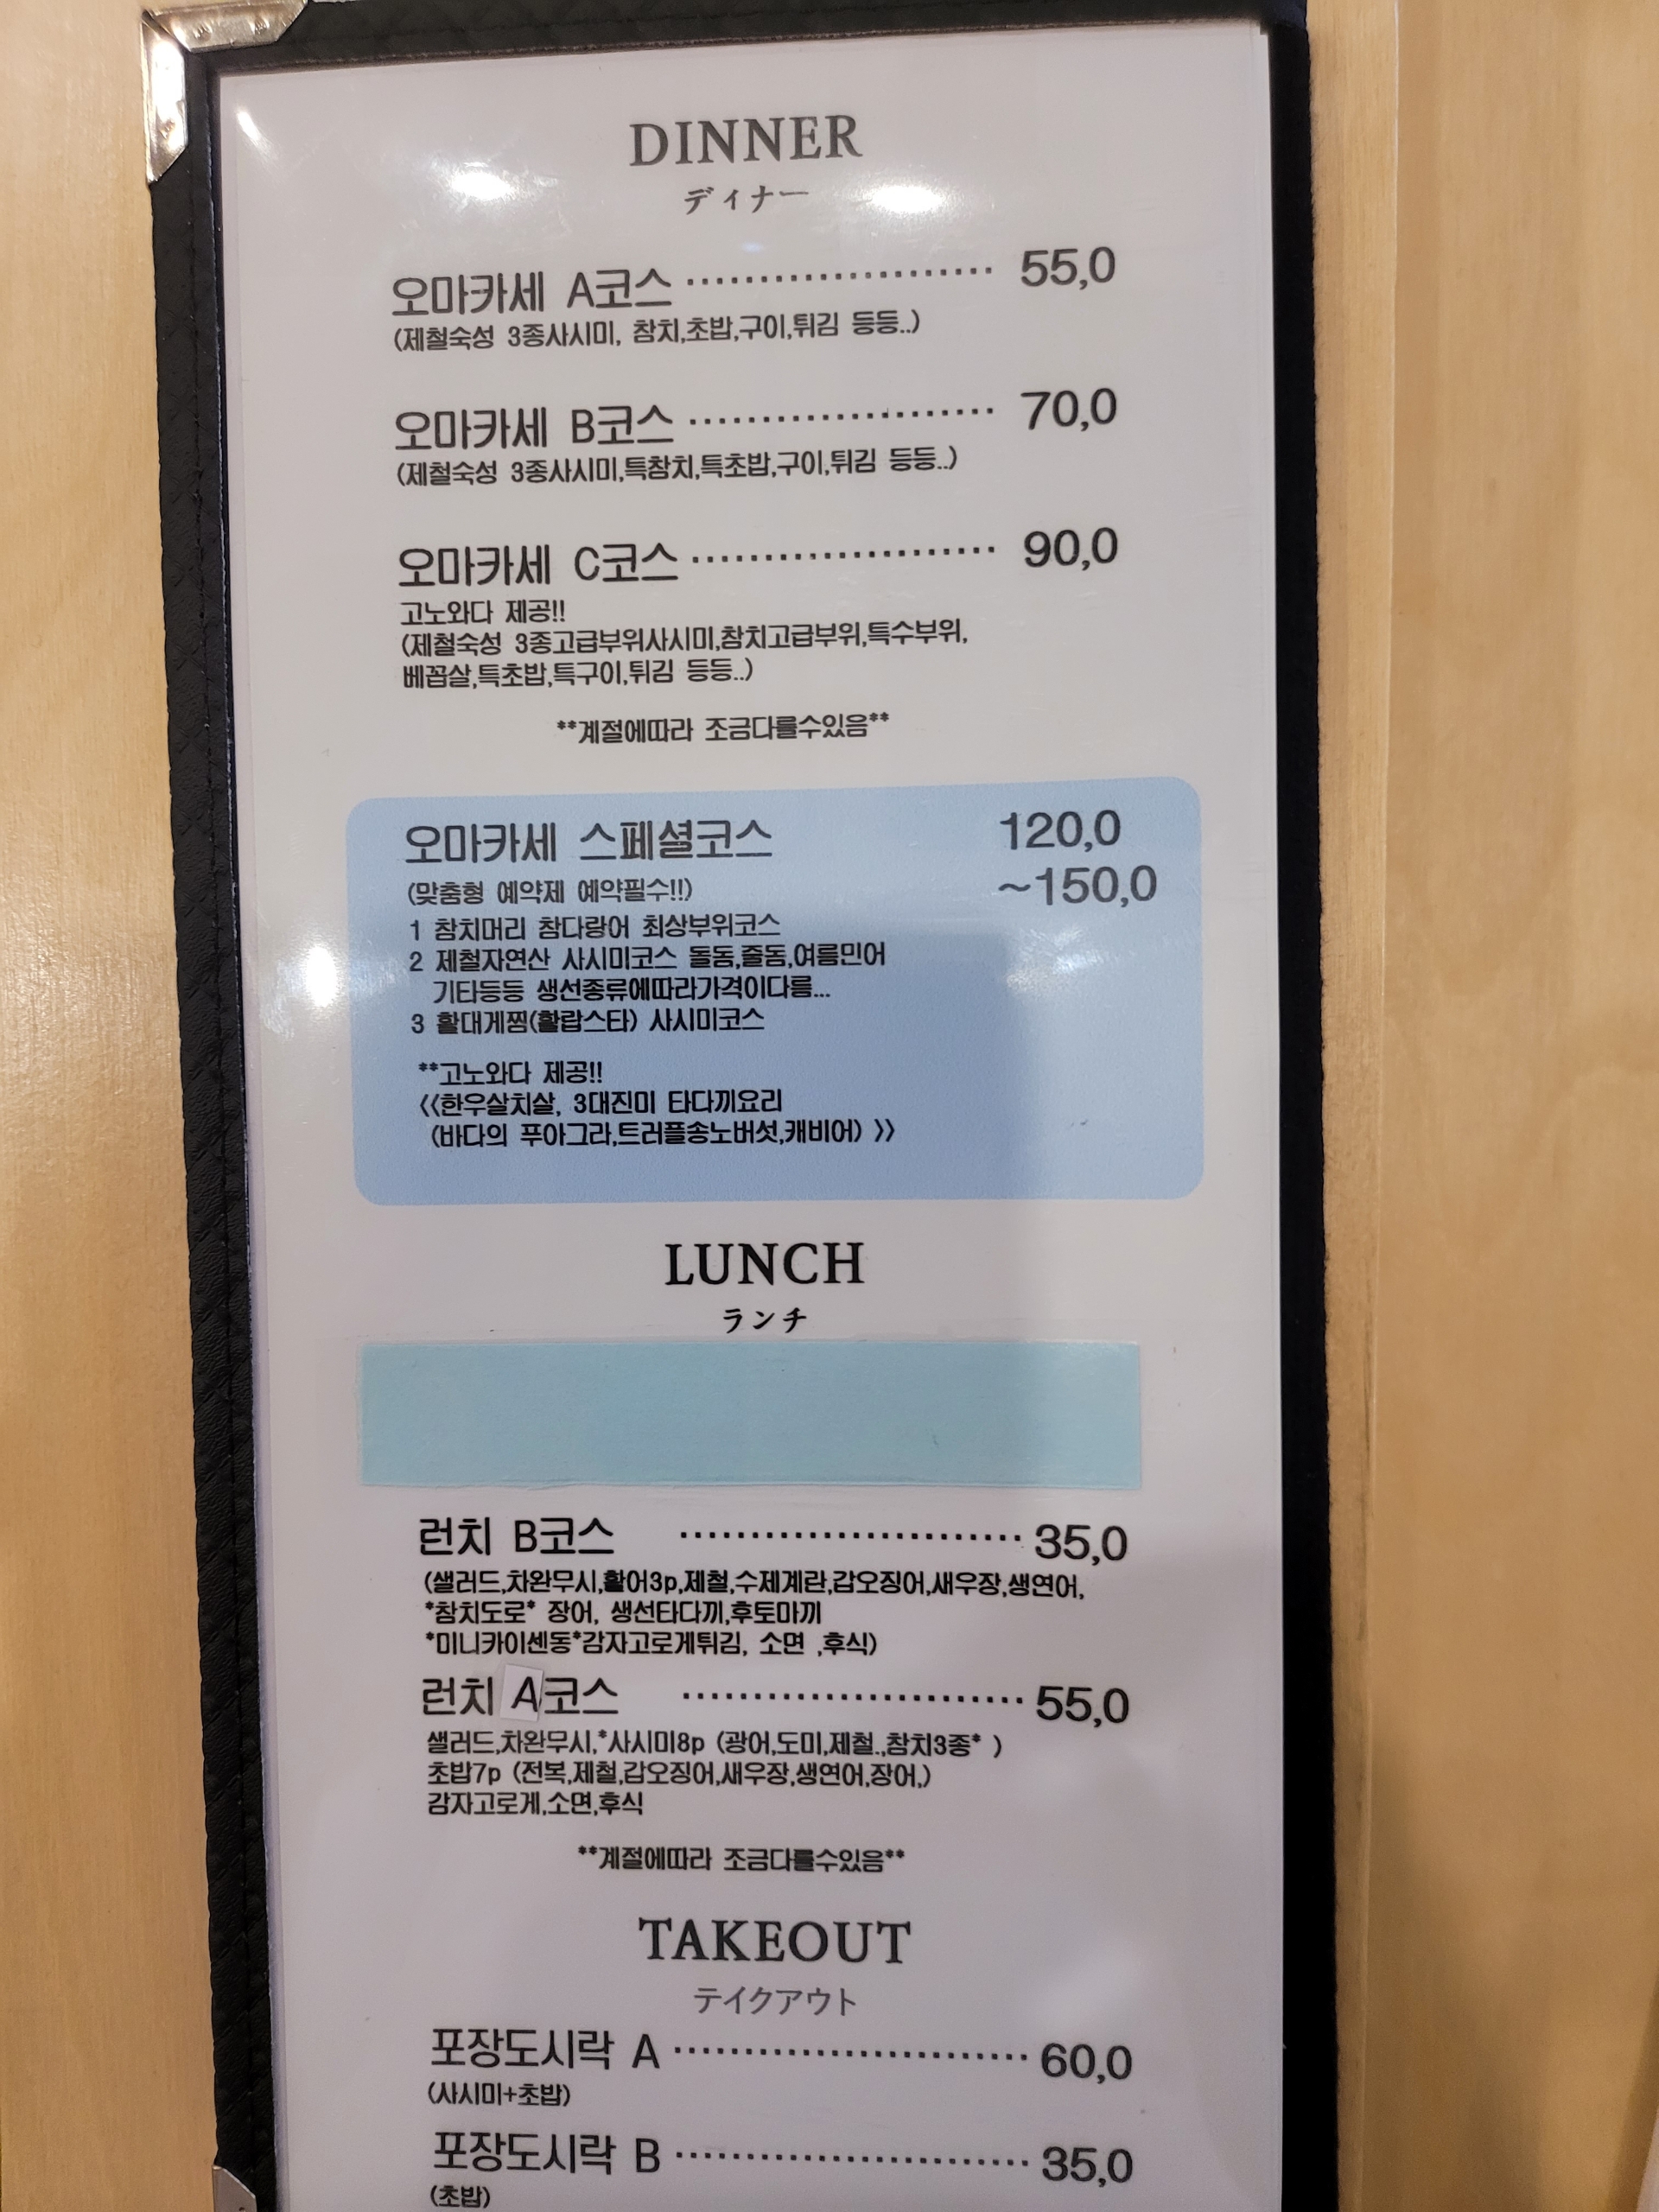 DINNER
ディナー
오마카세 A코스 ······················ 55,0
(제철숙성 3종사시미, 참치,초밥,구이,튀김 등등..)
오마카세 B코스 ······················ 70,0
(제철숙성 3종사시미,특참치,특초밥,구이,튀김 등등..)
오마카세 C코스 ······················ 90,0
고노와다 제공!!
(제철숙성 3종고급부위사시미,참치고급부위,특수부위,
베꼽살,특초밥,특구이,튀김 등등..)
**계절에따라 조금다를수있음**
오마카세 스페셜코스 120,0
(맞춤형 예약제 예약필수!!) ~150,0
1 참치머리 참다랑어 최상부위코스
2 제철자연산 사시미코스 돌돔,줄돔,여름민어
기타등등 생선종류에따라가격이다름...
3 활대게찜(활랍스타) 사시미코스
**고노와다 제공!!
<<한우살치살, 3대진미 타다끼요리
(바다의 푸아그라,트러플송노버섯,캐비어) >>
LUNCH
ランチ
런치 B코스 ························ 35,0
(샐러드,차완무시,활어3p,제철,수제계란,갑오징어,새우장,생연어,
*참치도로* 장어, 생선타다끼,후토마끼
*미니카이센동*감자고로게튀김, 소면 ,후식)
런치 A코스 ························ 55,0
샐러드,차완무시,*사시미8p (광어,도미,제철.,참치3종* )
초밥7p (전복,제철,갑오징어,새우장,생연어,장어,)
감자고로게,소면,후식
**계절에따라 조금다를수있음**
TAKEOUT
テイクアウト
포장도시락 A ························· 60,0
(사시미+초밥)
포장도시락 B ························· 35,0
(초밥)